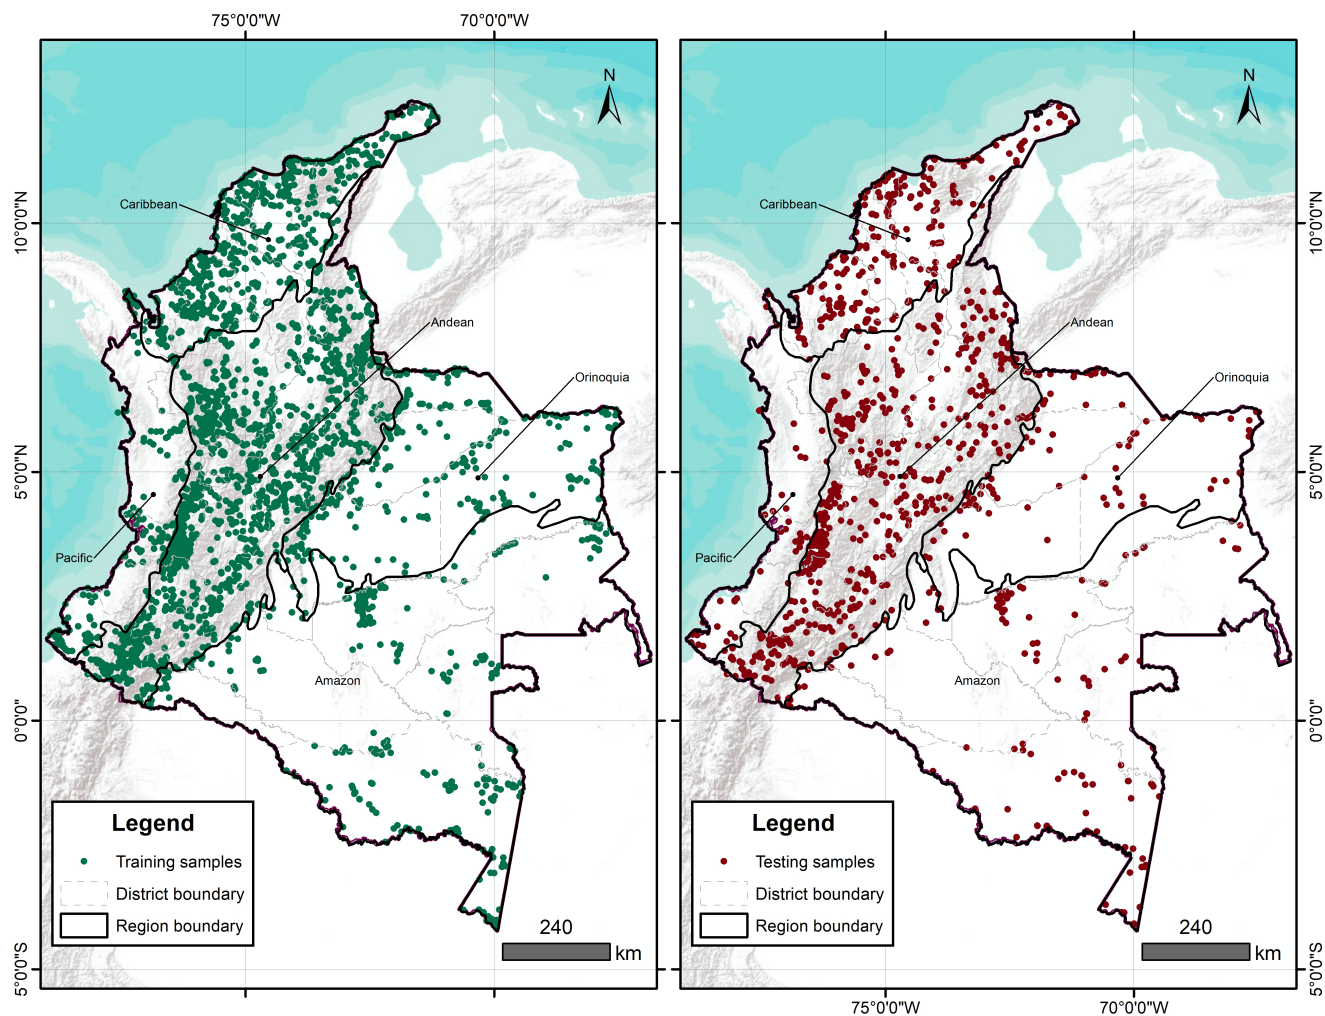 75°0'0"W
70°0'0"W
N
Caribbean
10°0'0"N
Andean
Orinoquia
5°0'0"N
Pacific
Amazon
0°0'0"
Legend
Training samples
District boundary
Region boundary
240
km
5°0'0"S
N
Caribbean
10°0'0"N
Andean
Orinoquia
5°0'0"N
Pacific
Amazon
0°0'0"
Legend
Testing samples
District boundary
Region boundary
240
km
5°0'0"S
75°0'0"W
70°0'0"W